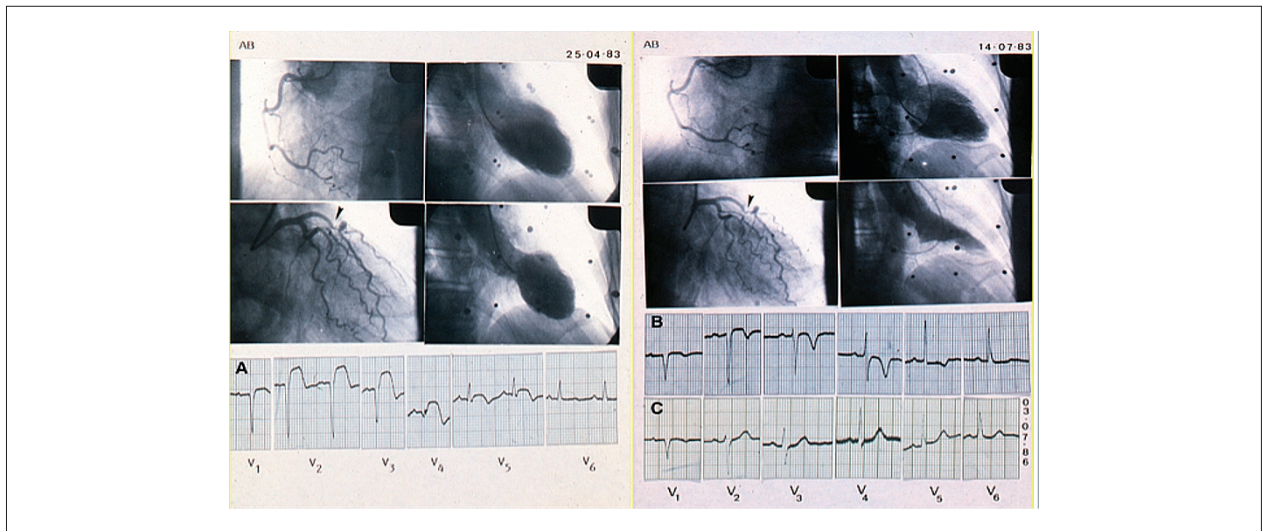 AB
25-04-83
AB
14-07-83
A
V1 V2 V3 V4 V5 V6
B
C
03-07-86
V1 V2 V3 V4 V5 V6